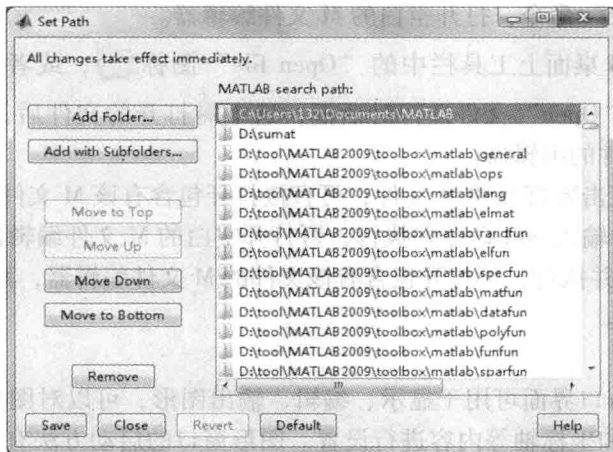 Set Path
All changes take effect immediately.
MATLAB search path:
Add Folder...
Add with Subfolders...
Move to Top
Move Up
Move Down
Move to Bottom
Remove
C:\Users\132\Documents\MATLAB
D:\sumat
D:\tool\MATLAB2009\toolbox\matlab\general
D:\tool\MATLAB2009\toolbox\matlab\ops
D:\tool\MATLAB2009\toolbox\matlab\lang
D:\tool\MATLAB2009\toolbox\matlab\elmat
D:\tool\MATLAB2009\toolbox\matlab\randfun
D:\tool\MATLAB2009\toolbox\matlab\elfun
D:\tool\MATLAB2009\toolbox\matlab\specfun
D:\tool\MATLAB2009\toolbox\matlab\matfun
D:\tool\MATLAB2009\toolbox\matlab\datafun
D:\tool\MATLAB2009\toolbox\matlab\polyfun
D:\tool\MATLAB2009\toolbox\matlab\funfun
D:\tool\MATLAB2009\toolbox\matlab\sparfun
Save
Close
Revert
Default
Help